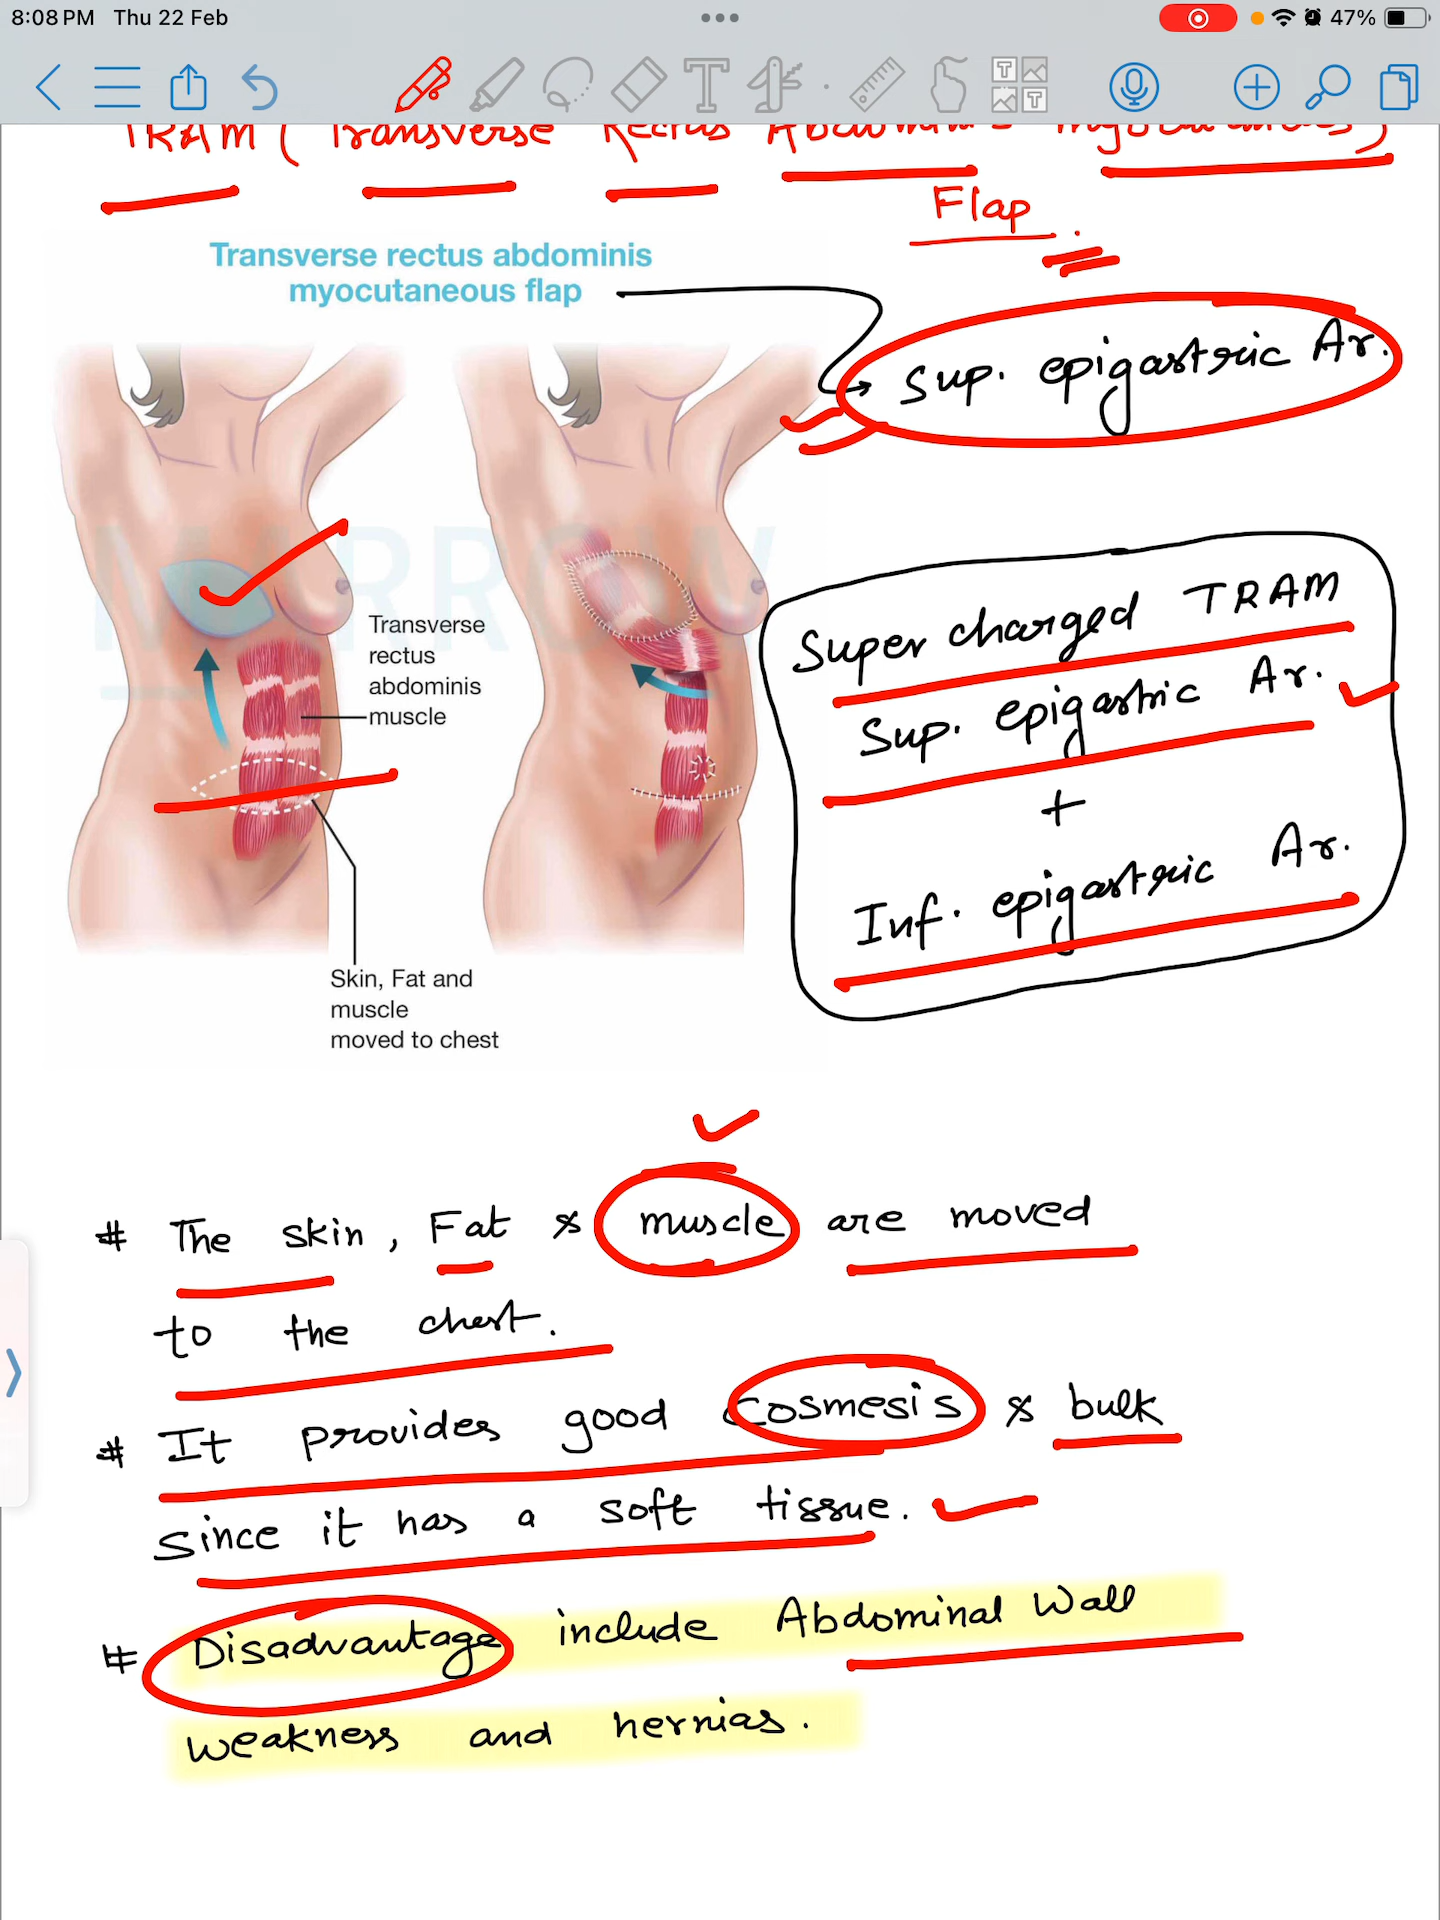 8:08 PM Thu 22 Feb
47%
TRAM ( Transverse Rectus Abdominis Myocutaneous)
Flap
Transverse rectus abdominis
myocutaneous flap
Sup. epigastric Ar.
MARROW
Transverse
rectus
abdominis
muscle
Super charged TRAM
Sup. epigastric Ar.
+
Inf. epigastric Ar.
Skin, Fat and
muscle
moved to chest
# The skin, Fat & muscle are moved
to the chest.
# It provides good cosmesis & bulk
since it has a soft tissue.
# Disadvantage include Abdominal Wall
weakness and hernias.